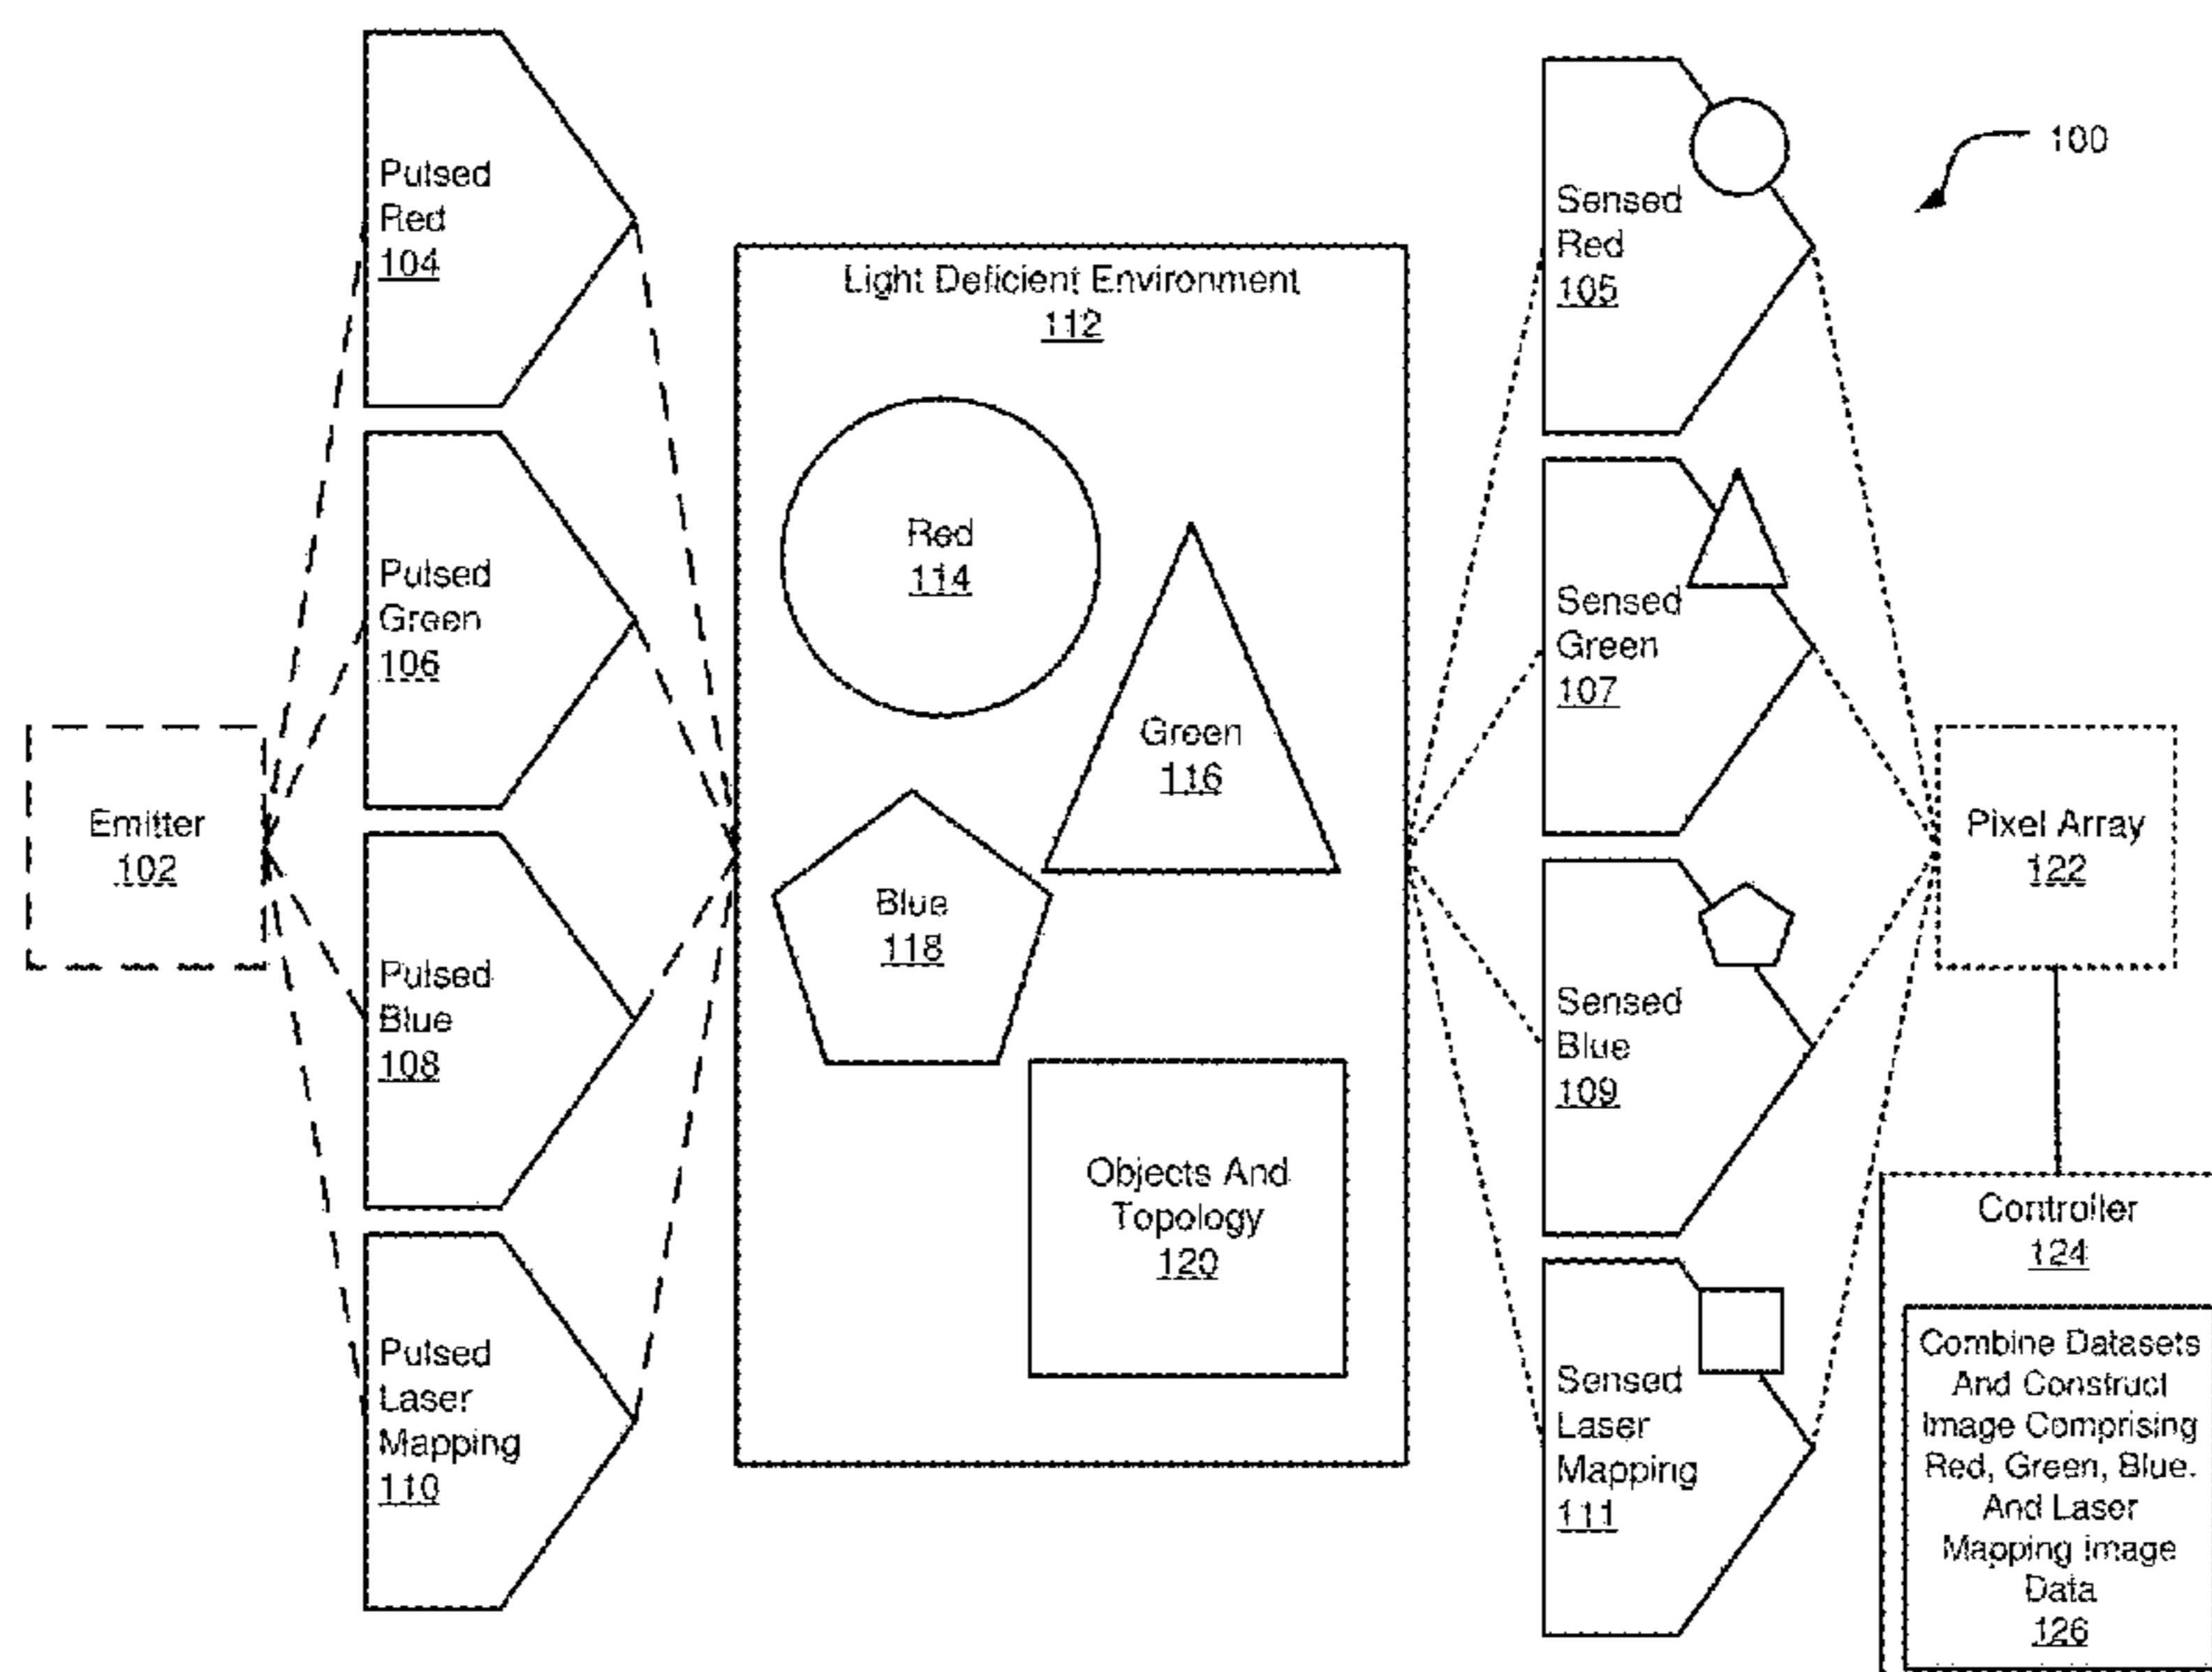 Pulsed
Red
104
Pulsed
Green
106
Emitter
102
Pulsed
Blue
108
Pulsed
Laser
Mapping
110
Light Deficient Environment
112
Red
114
Green
116
Blue
118
Objects And
Topology
120
Sensed
Red
105
Sensed
Green
107
Sensed
Blue
109
Sensed
Laser
Mapping
111
100
Pixel Array
122
Controller
124
Combine Datasets
And Construct
Image Comprising
Red, Green, Blue.
And Laser
Mapping Image
Data
126